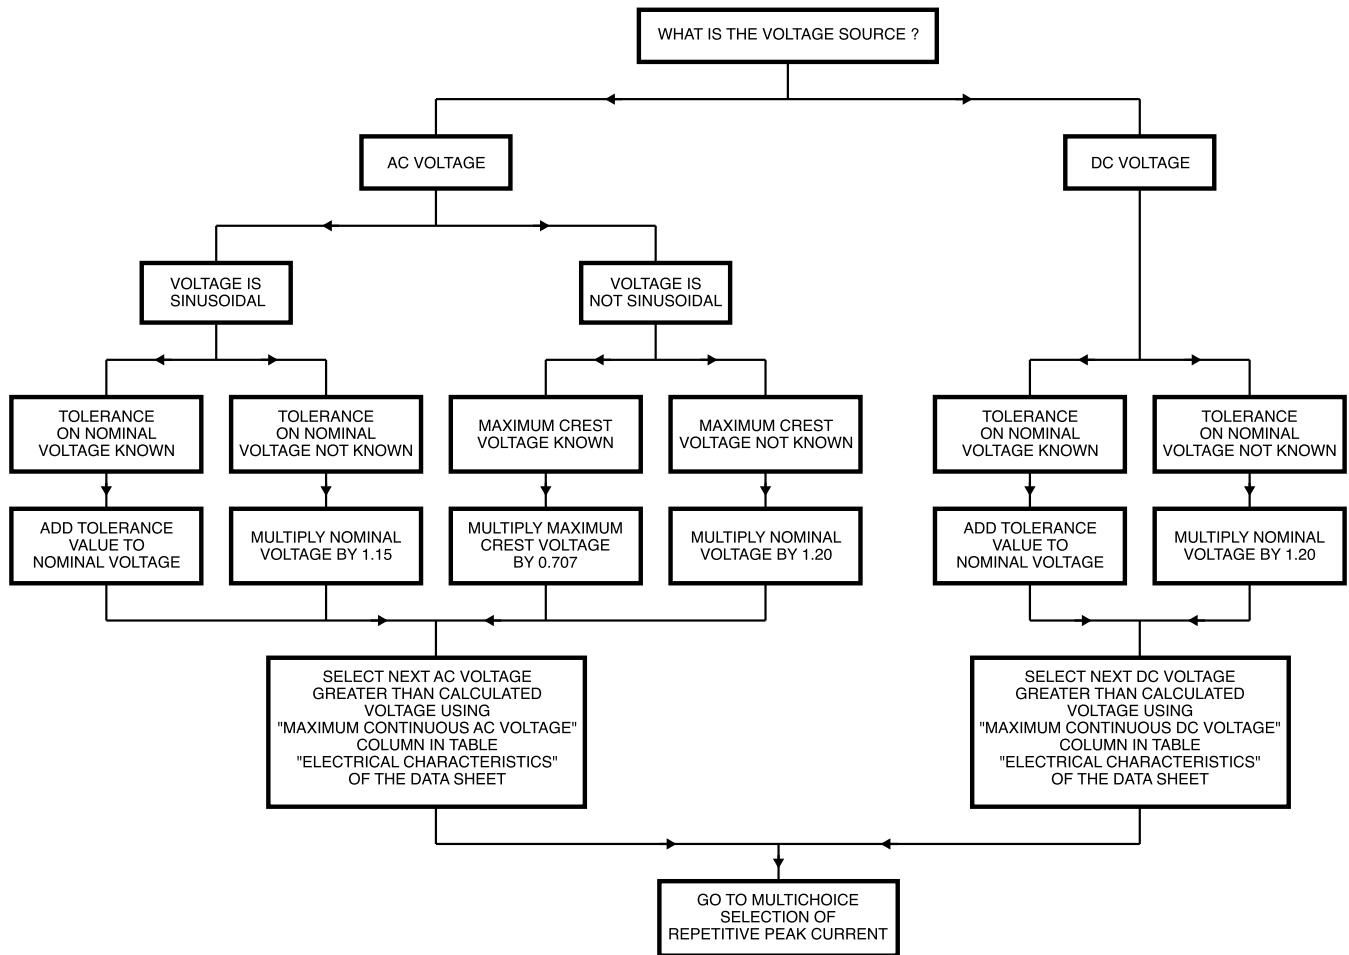 WHAT IS THE VOLTAGE SOURCE ?
AC VOLTAGE
DC VOLTAGE
VOLTAGE IS
SINUSOIDAL
VOLTAGE IS
NOT SINUSOIDAL
TOLERANCE
ON NOMINAL
VOLTAGE KNOWN
TOLERANCE
ON NOMINAL
VOLTAGE NOT KNOWN
MAXIMUM CREST
VOLTAGE KNOWN
MAXIMUM CREST
VOLTAGE NOT KNOWN
TOLERANCE
ON NOMINAL
VOLTAGE KNOWN
TOLERANCE
ON NOMINAL
VOLTAGE NOT KNOWN
ADD TOLERANCE
VALUE TO
NOMINAL VOLTAGE
MULTIPLY NOMINAL
VOLTAGE BY 1.15
MULTIPLY MAXIMUM
CREST VOLTAGE
BY 0.707
MULTIPLY NOMINAL
VOLTAGE BY 1.20
ADD TOLERANCE
VALUE TO
NOMINAL VOLTAGE
MULTIPLY NOMINAL
VOLTAGE BY 1.20
SELECT NEXT AC VOLTAGE
GREATER THAN CALCULATED
VOLTAGE USING
"MAXIMUM CONTINUOUS AC VOLTAGE"
COLUMN IN TABLE
"ELECTRICAL CHARACTERISTICS"
OF THE DATA SHEET
SELECT NEXT DC VOLTAGE
GREATER THAN CALCULATED
VOLTAGE USING
"MAXIMUM CONTINUOUS DC VOLTAGE"
COLUMN IN TABLE
"ELECTRICAL CHARACTERISTICS"
OF THE DATA SHEET
GO TO MULTICHOICE
SELECTION OF
REPETITIVE PEAK CURRENT